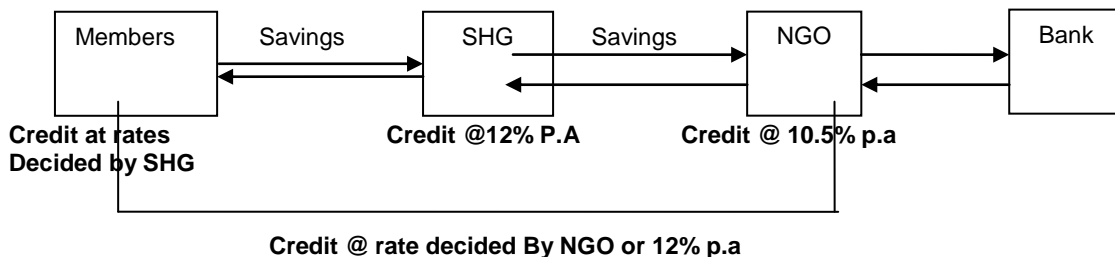 Members Savings SHG Savings NGO Bank
Credit at rates
Decided by SHG
Credit @12% P.A
Credit @ 10.5% p.a
Credit @ rate decided By NGO or 12% p.a